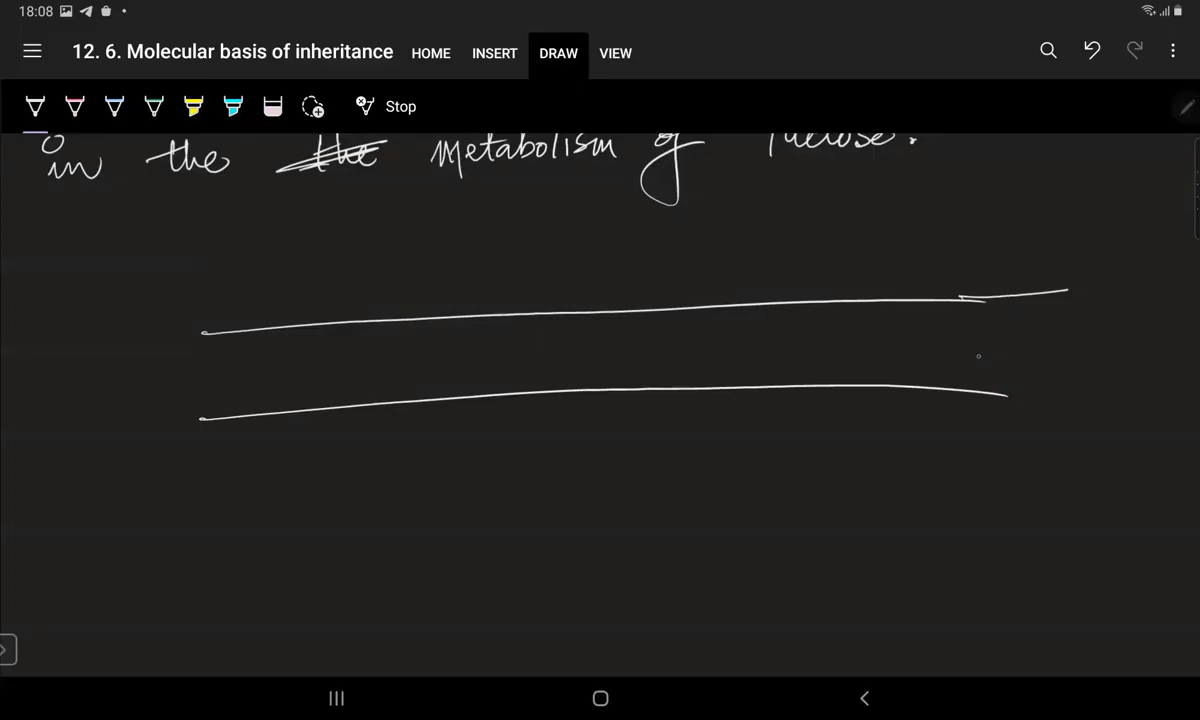 18:08
12. 6. Molecular basis of inheritance HOME INSERT DRAW VIEW
Stop
in the the metabolism of